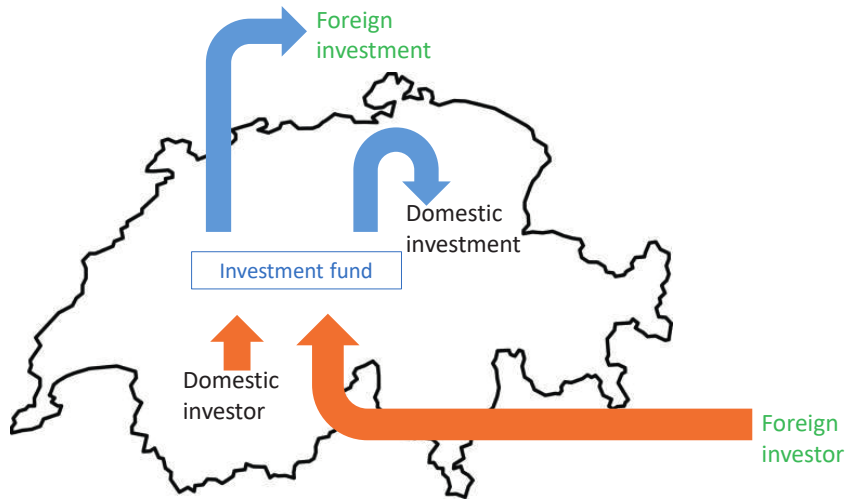 Foreign
investment
Domestic
investment
Investment fund
Domestic
investor
Foreign
investor